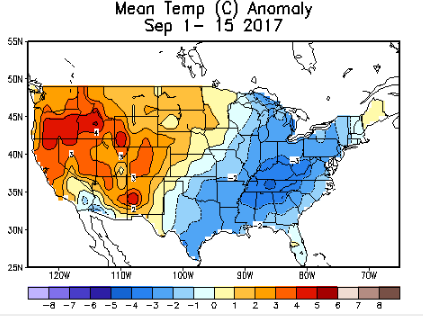 Mean Temp (C) Anomaly
Sep 1- 15 2017
55N
50N
45N
40N
35N
30N
25N
120W 110W 100W 90W 80W 70W
-8 -7 -6 -5 -4 -3 -2 -1 0 1 2 3 4 5 6 7 8